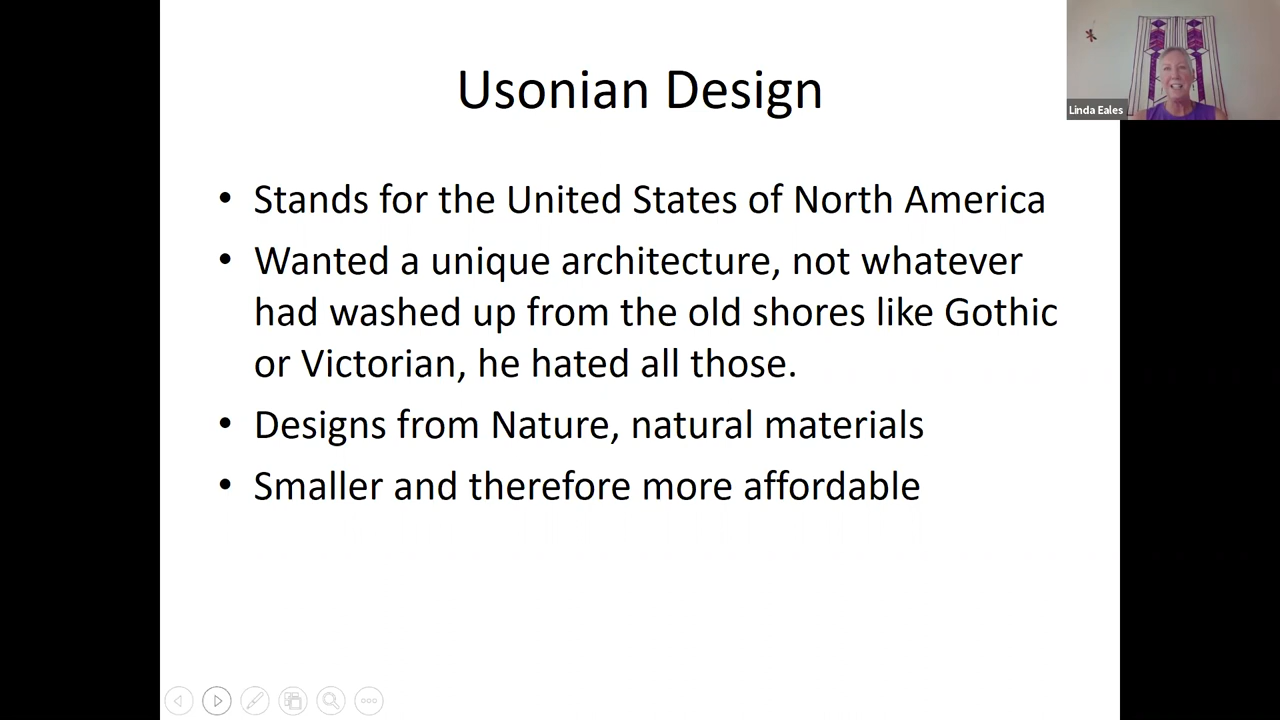 Usonian Design
Linda Eales
• Stands for the United States of North America
• Wanted a unique architecture, not whatever
had washed up from the old shores like Gothic
or Victorian, he hated all those.
• Designs from Nature, natural materials
• Smaller and therefore more affordable